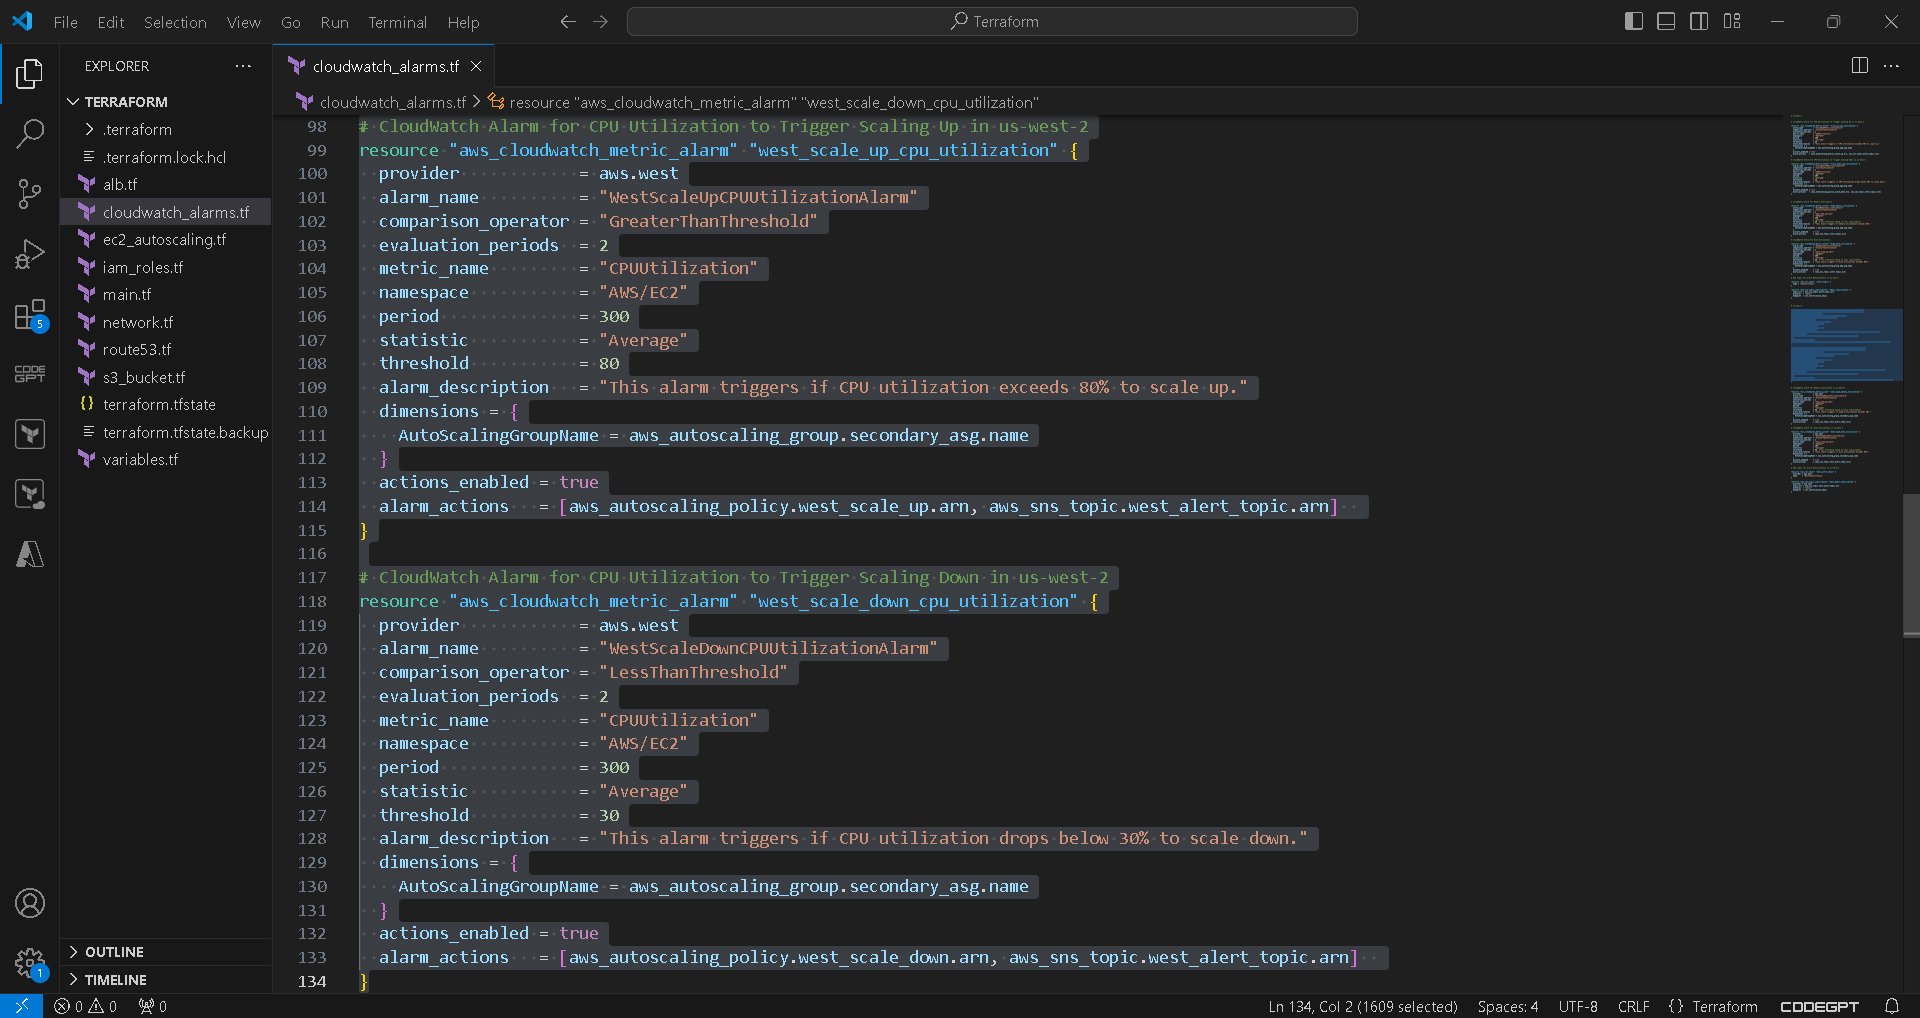 File Edit Selection View Go Run Terminal Help
Terraform
EXPLORER
TERRAFORM
.terraform
.terraform.lock.hcl
alb.tf
cloudwatch_alarms.tf
ec2_autoscaling.tf
iam_roles.tf
main.tf
network.tf
route53.tf
s3_bucket.tf
terraform.tfstate
terraform.tfstate.backup
variables.tf
OUTLINE
TIMELINE
5
CODE
GPT
1
cloudwatch_alarms.tf
cloudwatch_alarms.tf > resource "aws_cloudwatch_metric_alarm" "west_scale_down_cpu_utilization"
98 # CloudWatch Alarm for CPU Utilization to Trigger Scaling Up in us-west-2
99 resource "aws_cloudwatch_metric_alarm" "west_scale_up_cpu_utilization" {
100 provider = aws.west
101 alarm_name = "WestScaleUpCPUUtilizationAlarm"
102 comparison_operator = "GreaterThanThreshold"
103 evaluation_periods = 2
104 metric_name = "CPUUtilization"
105 namespace = "AWS/EC2"
106 period = 300
107 statistic = "Average"
108 threshold = 80
109 alarm_description = "This alarm triggers if CPU utilization exceeds 80% to scale up."
110 dimensions = {
111 AutoScalingGroupName = aws_autoscaling_group.secondary_asg.name
112 }
113 actions_enabled = true
114 alarm_actions = [aws_autoscaling_policy.west_scale_up.arn, aws_sns_topic.west_alert_topic.arn]
115 }
116
117 # CloudWatch Alarm for CPU Utilization to Trigger Scaling Down in us-west-2
118 resource "aws_cloudwatch_metric_alarm" "west_scale_down_cpu_utilization" {
119 provider = aws.west
120 alarm_name = "WestScaleDownCPUUtilizationAlarm"
121 comparison_operator = "LessThanThreshold"
122 evaluation_periods = 2
123 metric_name = "CPUUtilization"
124 namespace = "AWS/EC2"
125 period = 300
126 statistic = "Average"
127 threshold = 30
128 alarm_description = "This alarm triggers if CPU utilization drops below 30% to scale down."
129 dimensions = {
130 AutoScalingGroupName = aws_autoscaling_group.secondary_asg.name
131 }
132 actions_enabled = true
133 alarm_actions = [aws_autoscaling_policy.west_scale_down.arn, aws_sns_topic.west_alert_topic.arn]
134 }
0 0 0 Ln 134, Col 2 (1609 selected) Spaces: 4 UTF-8 CRLF {} Terraform CODEGPT